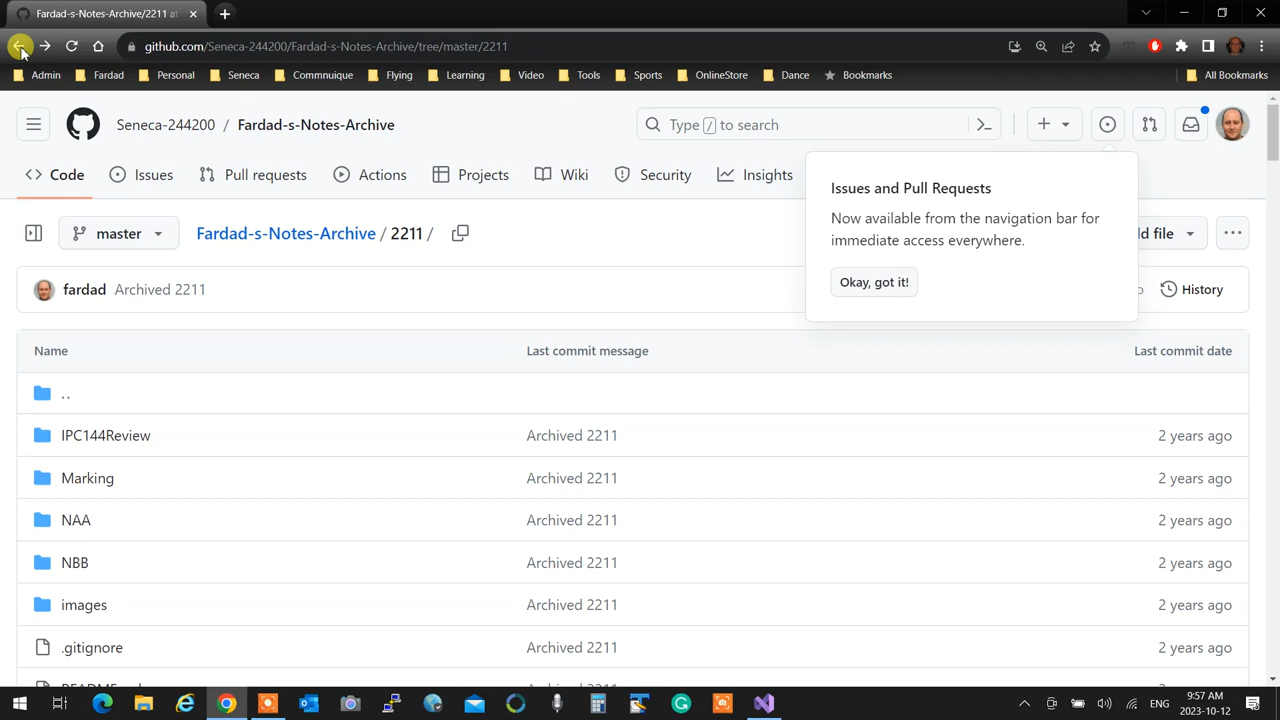 Fardad-s-Notes-Archive/2211 at
github.com/Seneca-244200/Fardad-s-Notes-Archive/tree/master/2211
Admin Fardad Personal Seneca Commnuique Flying Learning Video Tools Sports OnlineStore Dance Bookmarks All Bookmarks
Seneca-244200 / Fardad-s-Notes-Archive
Type / to search
Code Issues Pull requests Actions Projects Wiki Security Insights
Issues and Pull Requests
Now available from the navigation bar for
immediate access everywhere.
Okay, got it!
master Fardad-s-Notes-Archive / 2211 / d file
fardad Archived 2211 History
Name Last commit message Last commit date
..
IPC144Review Archived 2211 2 years ago
Marking Archived 2211 2 years ago
NAA Archived 2211 2 years ago
NBB Archived 2211 2 years ago
images Archived 2211 2 years ago
.gitignore Archived 2211 2 years ago
ENG
9:57 AM
2023-10-12